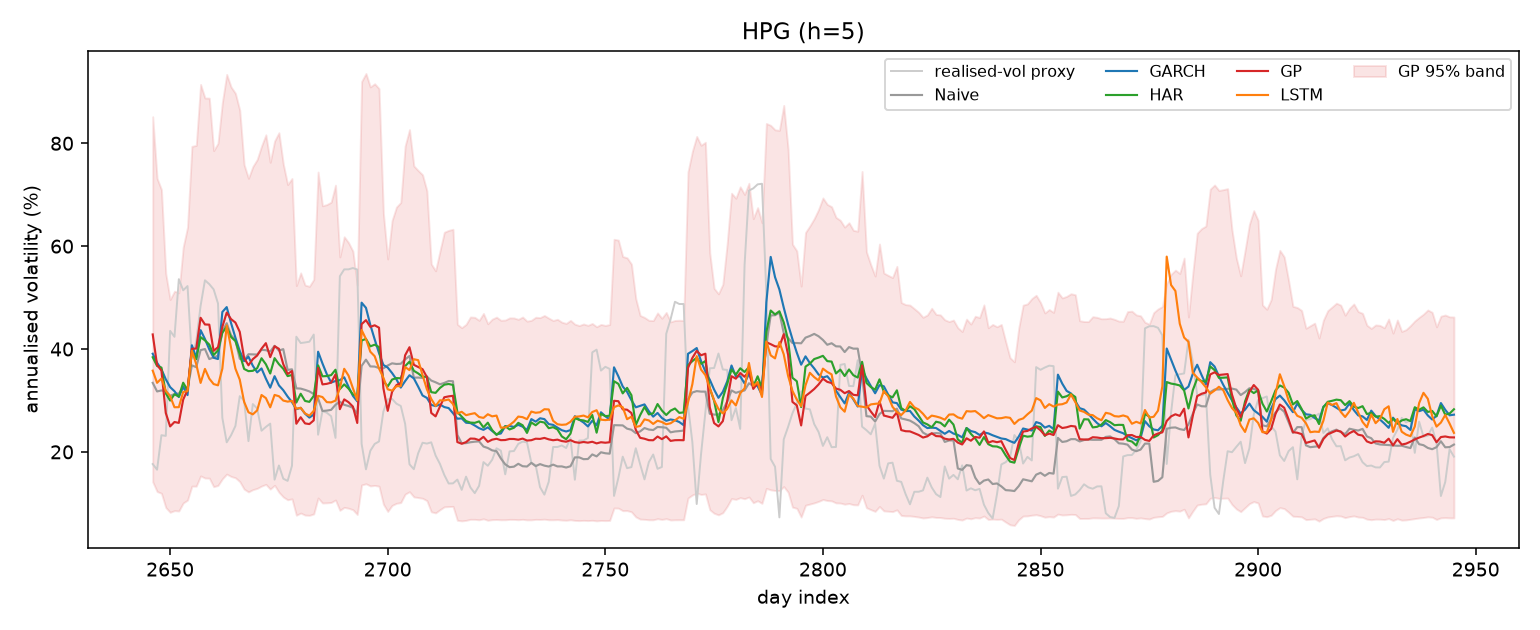 HPG (h=5)
realised-vol proxy
Naive
GARCH
HAR
GP
LSTM
GP 95% band
annualised volatility (%)
80
60
40
20
2650 2700 2750 2800 2850 2900 2950
day index